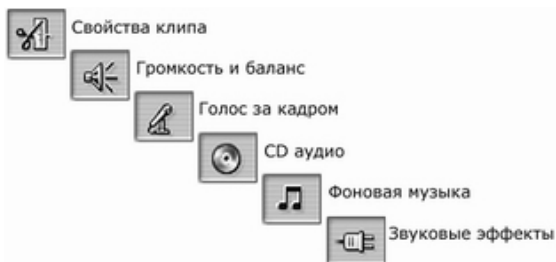 Свойства клипа
Громкость и баланс
Голос за кадром
CD аудио
Фоновая музыка
Звуковые эффекты